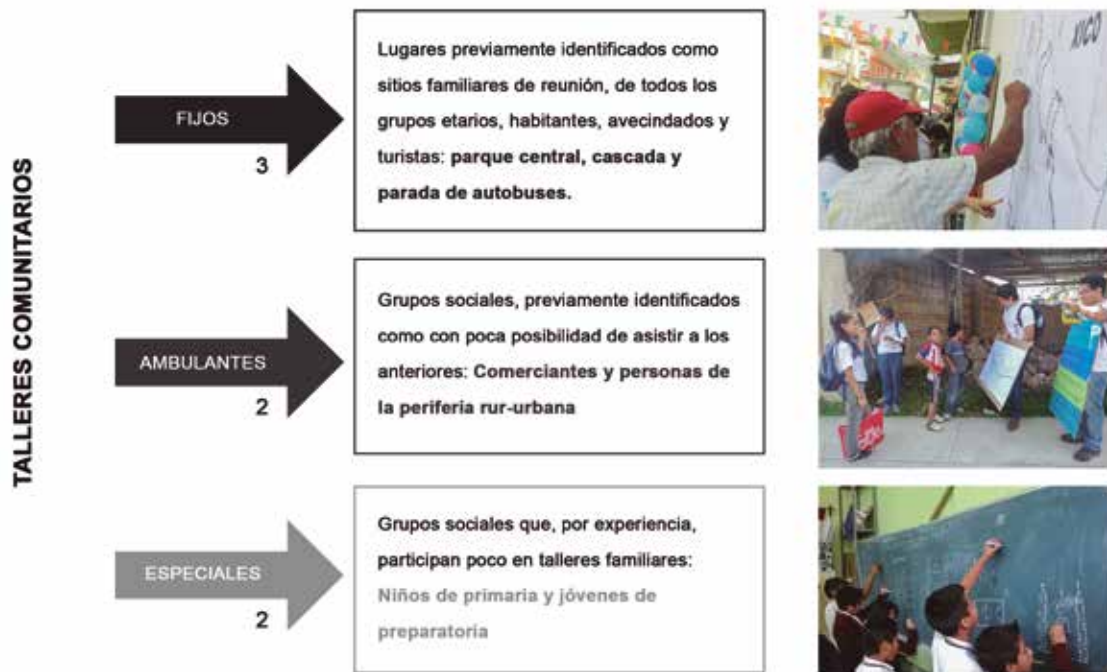 TALLERES COMUNITARIOS
FIJOS
3
Lugares previamente identificados como
sitios familiares de reunión, de todos los
grupos etarios, habitantes, avecindados y
turistas: parque central, cascada y
parada de autobuses.
XICO
AMBULANTES
2
Grupos sociales, previamente identificados
como con poca posibilidad de asistir a los
anteriores: Comerciantes y personas de
la periferia rur-urbana
ESPECIALES
2
Grupos sociales que, por experiencia,
participan poco en talleres familiares:
Niños de primaria y jóvenes de
preparatoria